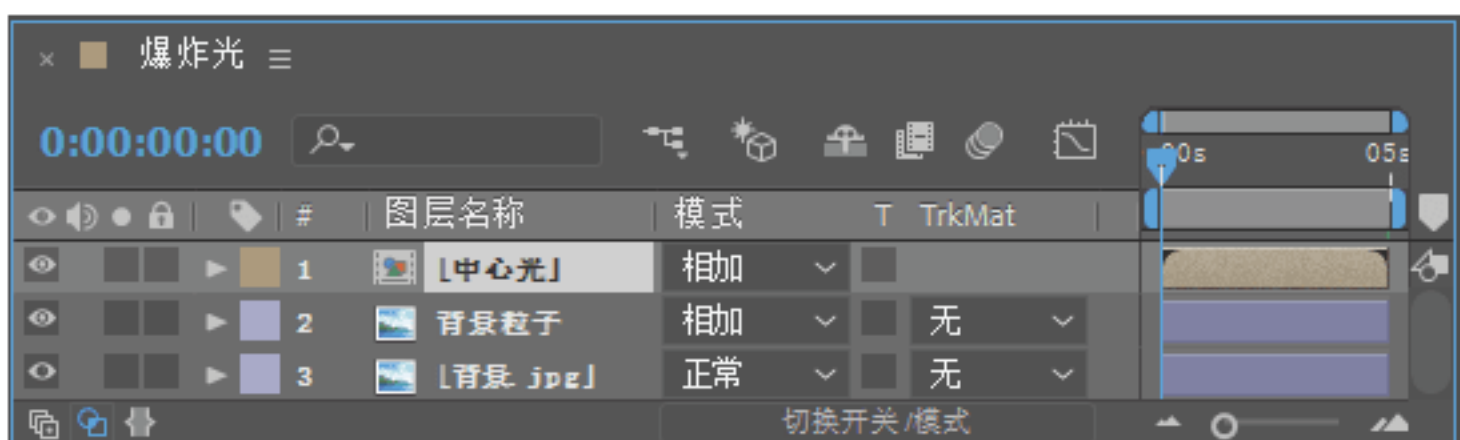 × 爆炸光 ≡
0:00:00:00
00s 05s
# 图层名称 模式 T TrkMat
1 「中心光」 相加
2 背景粒子 相加 无
3 「背景.jpg」 正常 无
切换开关/模式